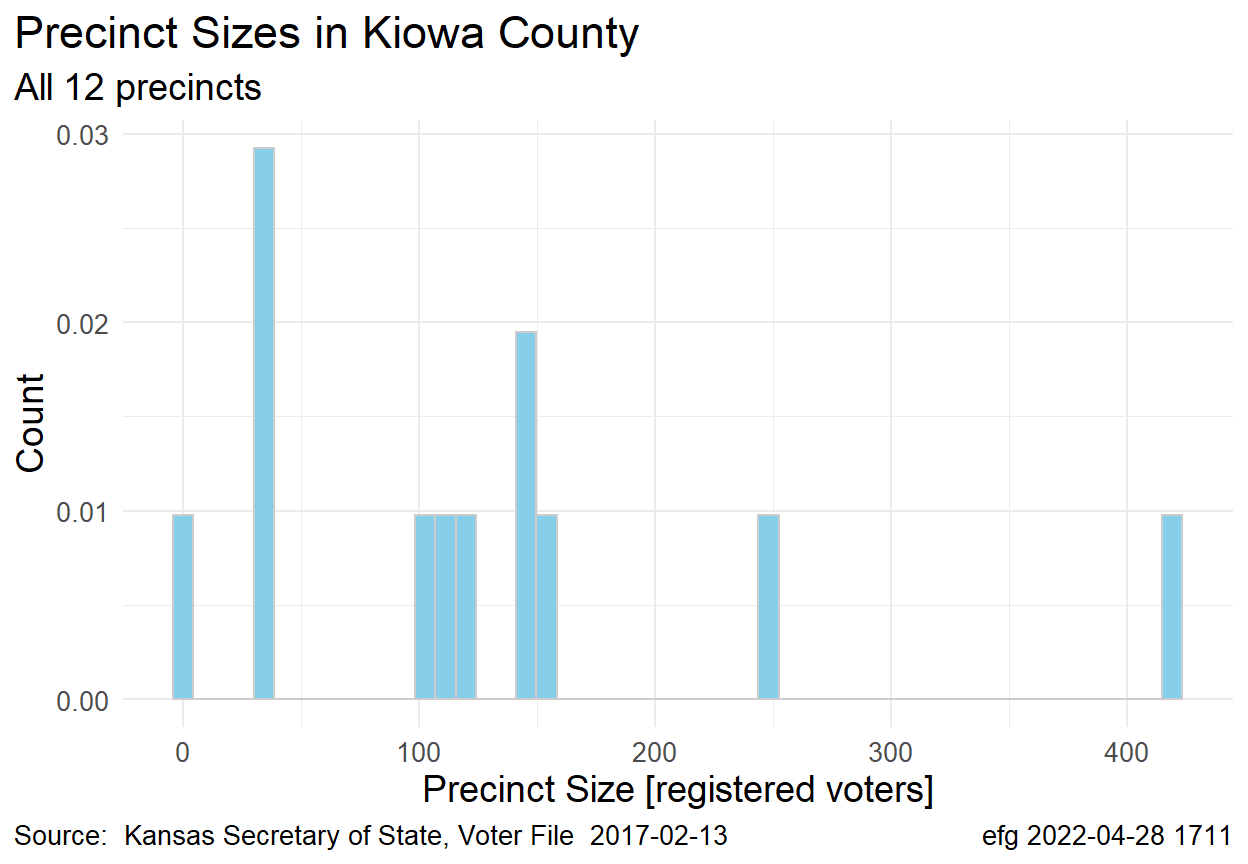 Precinct Sizes in Kiowa County
All 12 precincts
0.03
0.02
0.01
0.00
Count
0 100 200 300 400
Precinct Size [registered voters]
Source:  Kansas Secretary of State, Voter File  2017-02-13 efg 2022-04-28 1711